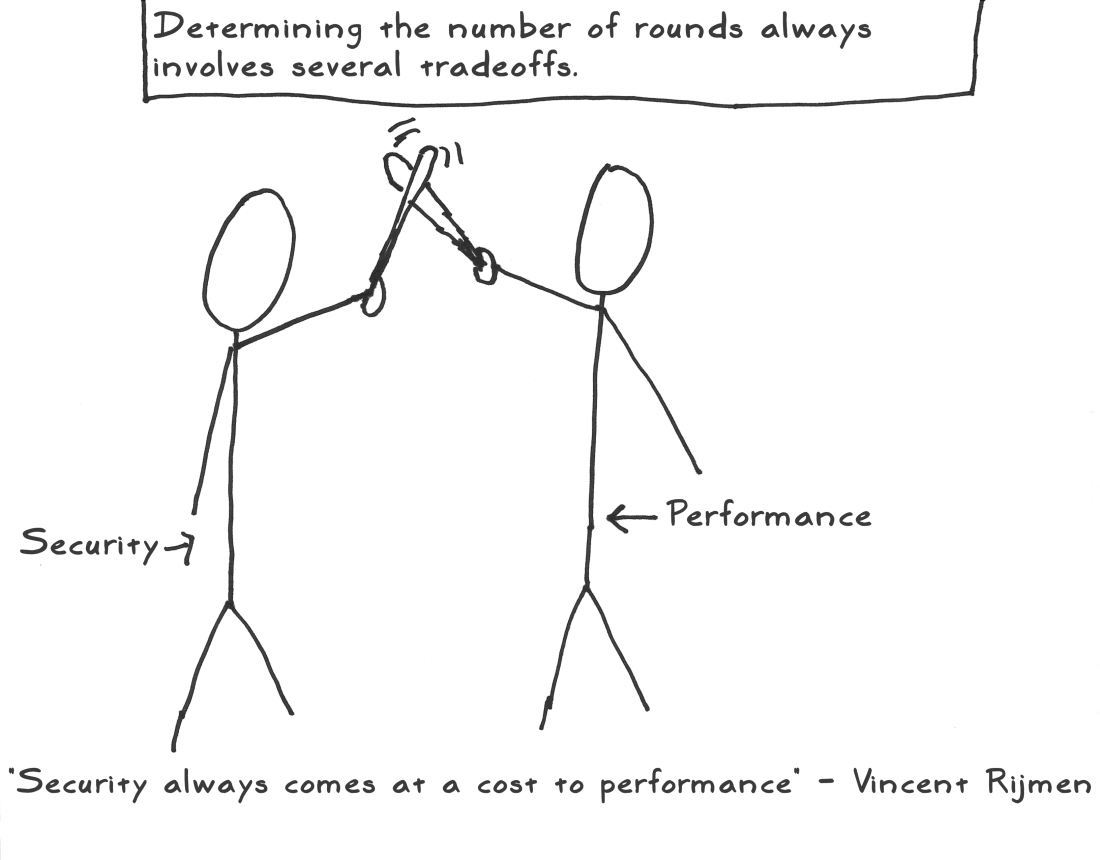 Determining the number of rounds always
involves several tradeoffs.
Security
Performance
"Security always comes at a cost to performance" - Vincent Rijmen